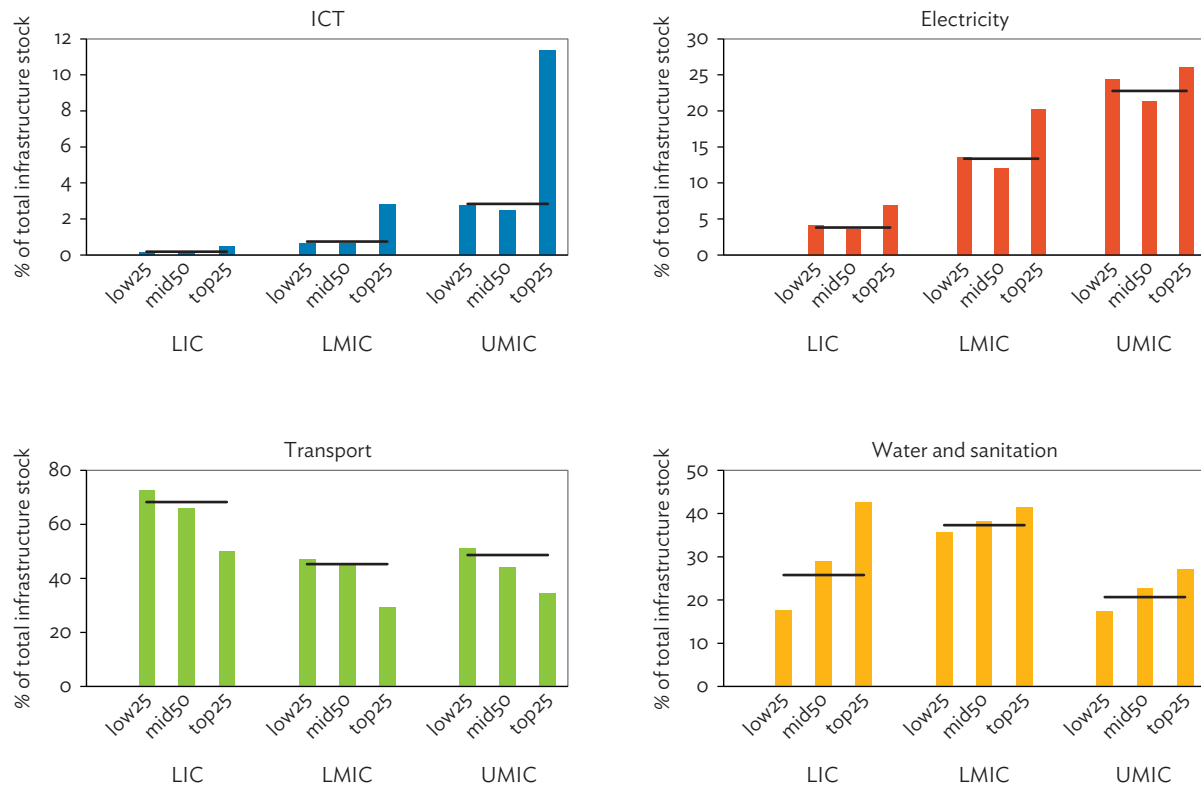 ICT
% of total infrastructure stock
12
10
8
6
4
2
0
low25 mid50 top25 low25 mid50 top25 low25 mid50 top25
LIC LMIC UMIC
Electricity
% of total infrastructure stock
30
25
20
15
10
5
0
low25 mid50 top25 low25 mid50 top25 low25 mid50 top25
LIC LMIC UMIC
Transport
% of total infrastructure stock
80
60
40
20
0
low25 mid50 top25 low25 mid50 top25 low25 mid50 top25
LIC LMIC UMIC
Water and sanitation
% of total infrastructure stock
50
40
30
20
10
0
low25 mid50 top25 low25 mid50 top25 low25 mid50 top25
LIC LMIC UMIC